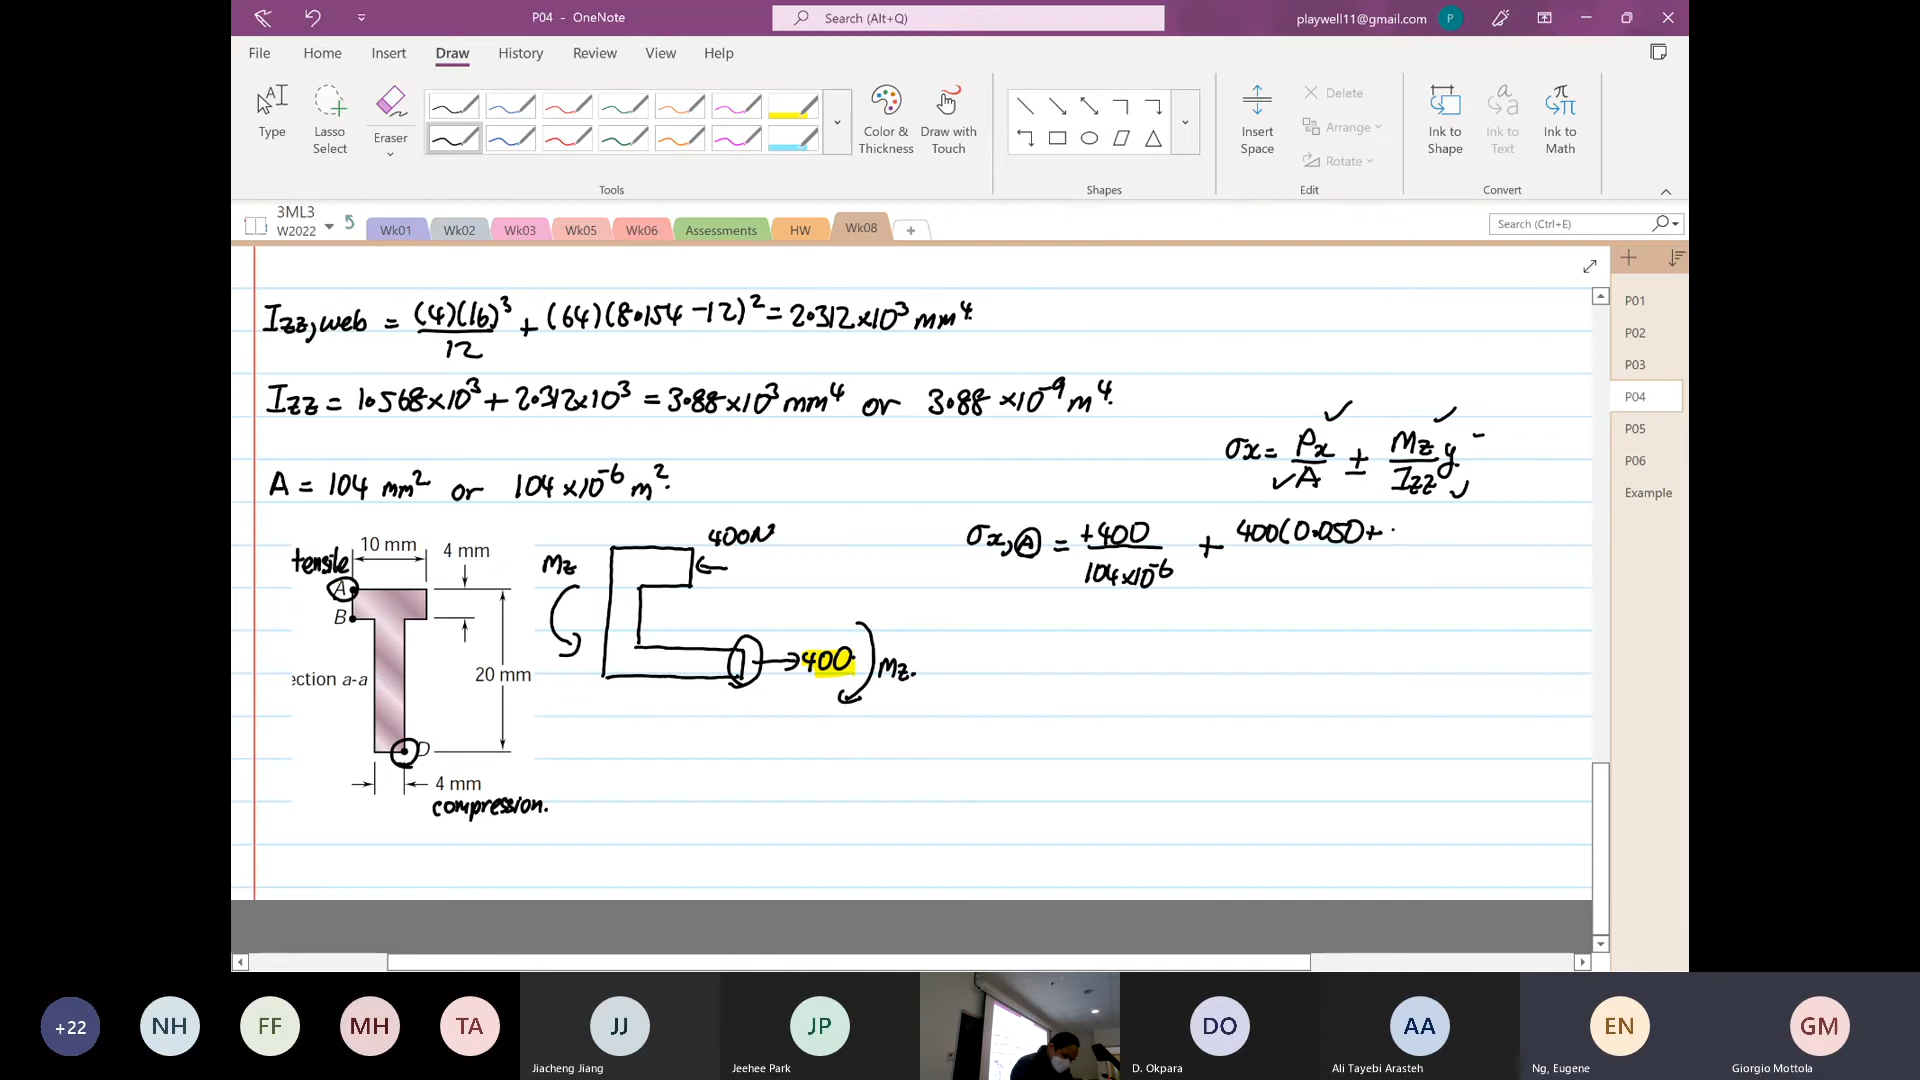 P04 - OneNote
Search (Alt+Q)
playwell11@gmail.com
P
File Home Insert Draw History Review View Help
Type
Lasso Select
Eraser
Color & Thickness
Draw with Touch
Insert Space
Delete
Arrange
Rotate
Ink to Shape
Ink to Text
Ink to Math
Tools
Shapes
Edit
Convert
3ML3 W2022
Wk01 Wk02 Wk03 Wk05 Wk06 Assessments HW Wk08
Search (Ctrl+E)
P01
P02
P03
P04
P05
P06
Example
Izz,web = (4)(16)³/12 + (64)(8.154-12)² = 2.312×10³ mm⁴.
Izz = 1.568×10³ + 2.312×10³ = 3.88×10³ mm⁴ or 3.88×10⁻⁹ m⁴.
σx = Px/A ± Mz/Izz y
A = 104 mm² or 104×10⁻⁶ m².
σx,A = +400/104×10⁻⁶ + 400(0.050+
tensile
10 mm
4 mm
A
B
20 mm
ection a-a
D
4 mm
compression.
Mz
400N
400.
Mz.
+22
NH
FF
MH
TA
JJ
Jiacheng Jiang
JP
Jeehee Park
DO
D. Okpara
AA
Ali Tayebi Arasteh
EN
Ng, Eugene
GM
Giorgio Mottola